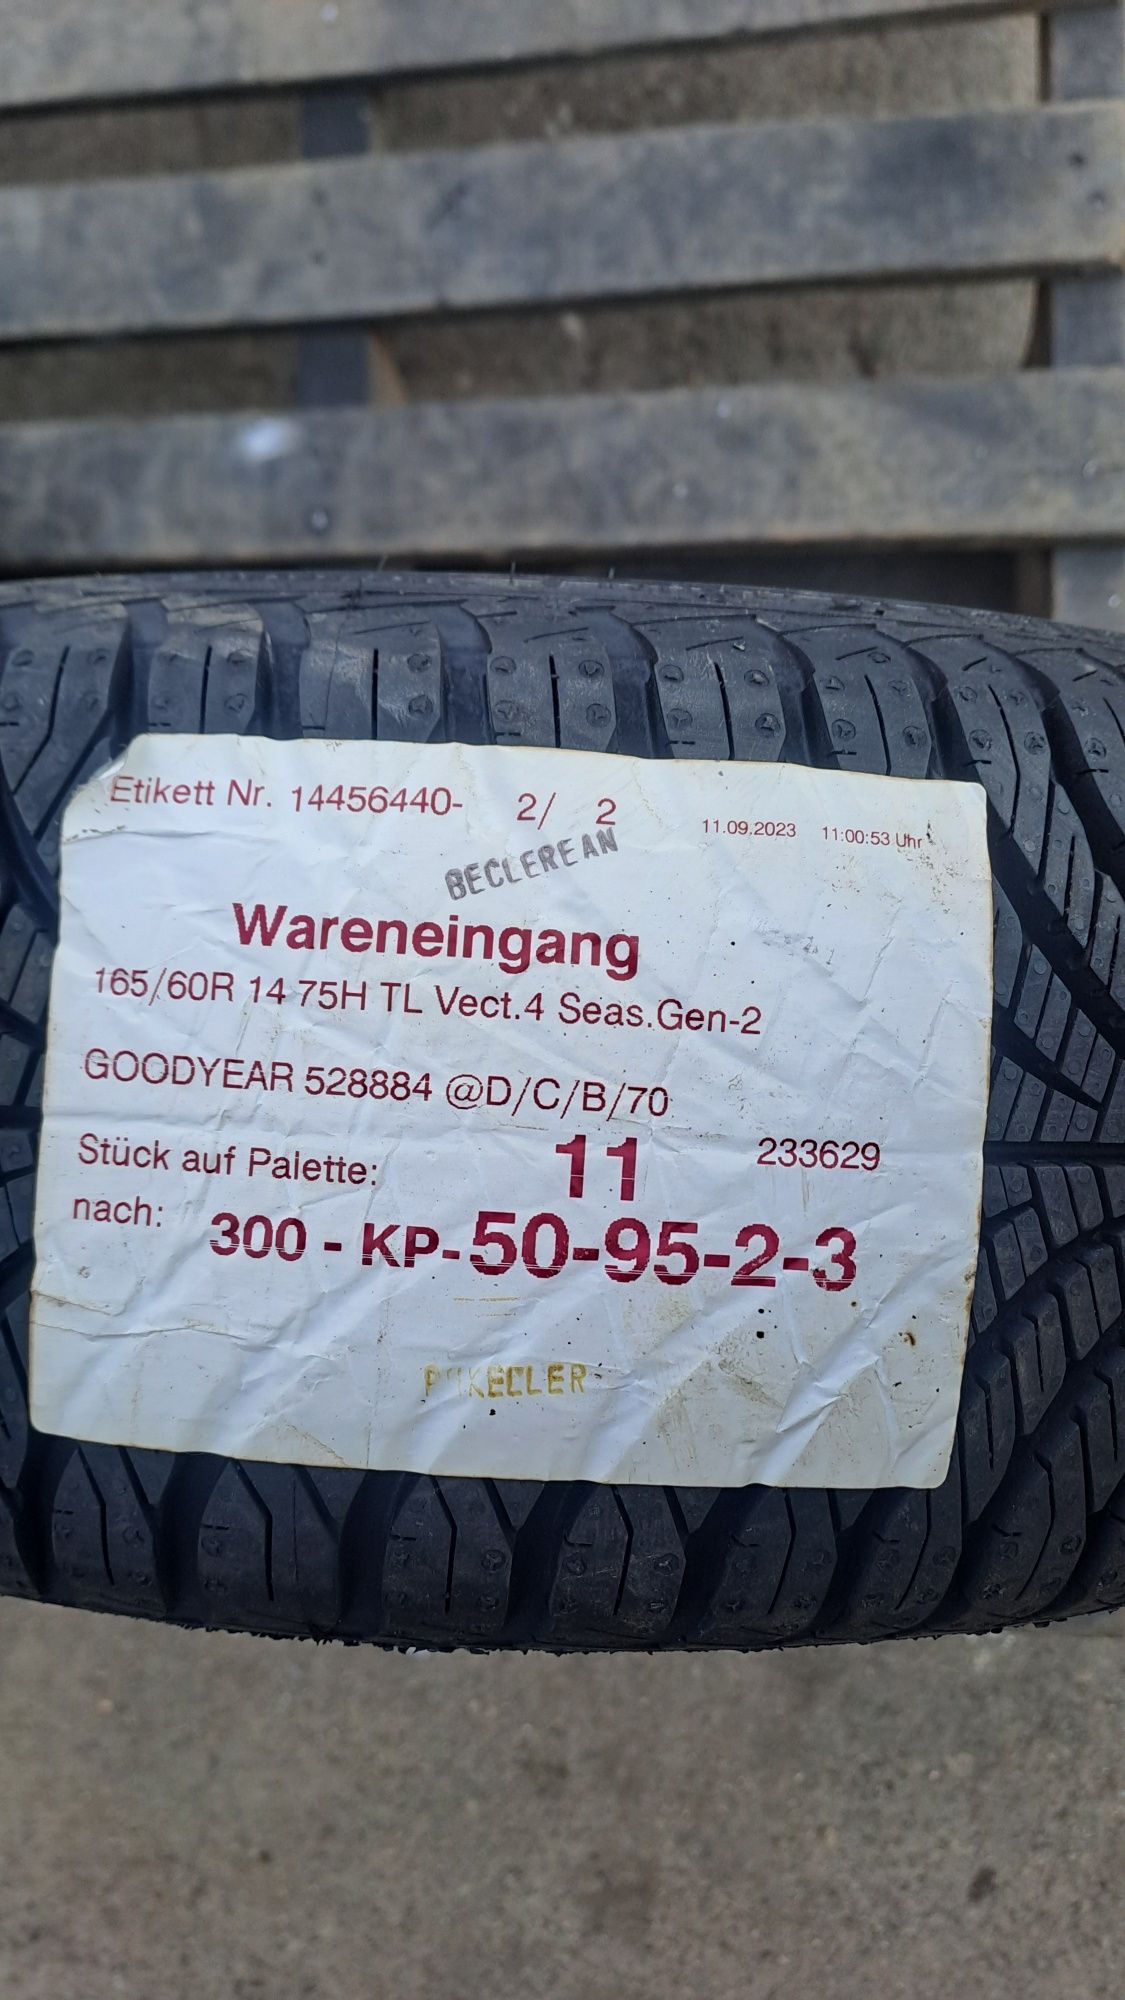 Etikett Nr. 14456440- 2/ 2 11.09.2023 11:00:53 Uhr
BECLEREAN
Wareneingang
165/60R 14 75H TL Vect.4 Seas.Gen-2
GOODYEAR 528884 @D/C/B/70
Stück auf Palette: 11 233629
nach: 300 - KP-50-95-2-3